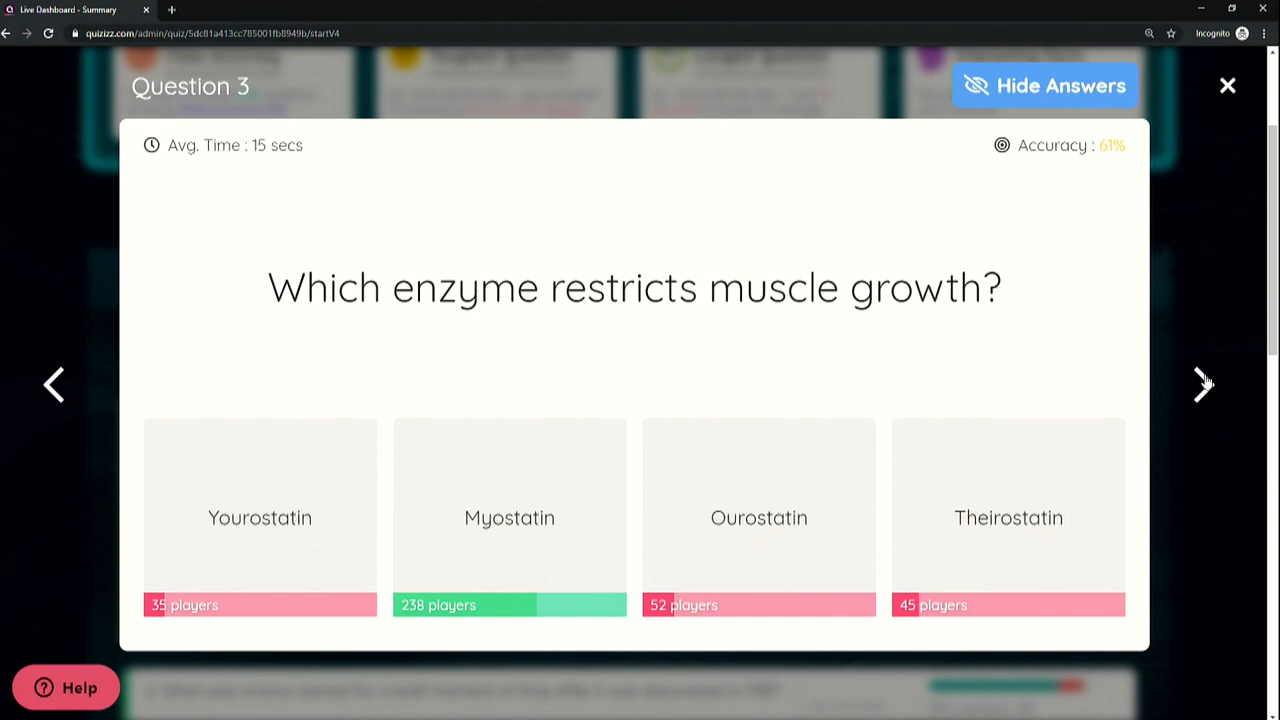 Live Dashboard - Summary
quizizz.com/admin/quiz/5dc81a413cc785001fb8949b/startV4
Incognito
Question 3
Hide Answers
Avg. Time : 15 secs
Accuracy : 61%
Which enzyme restricts muscle growth?
Yourostatin
Myostatin
Ourostatin
Theirostatin
35 players
238 players
52 players
45 players
Help